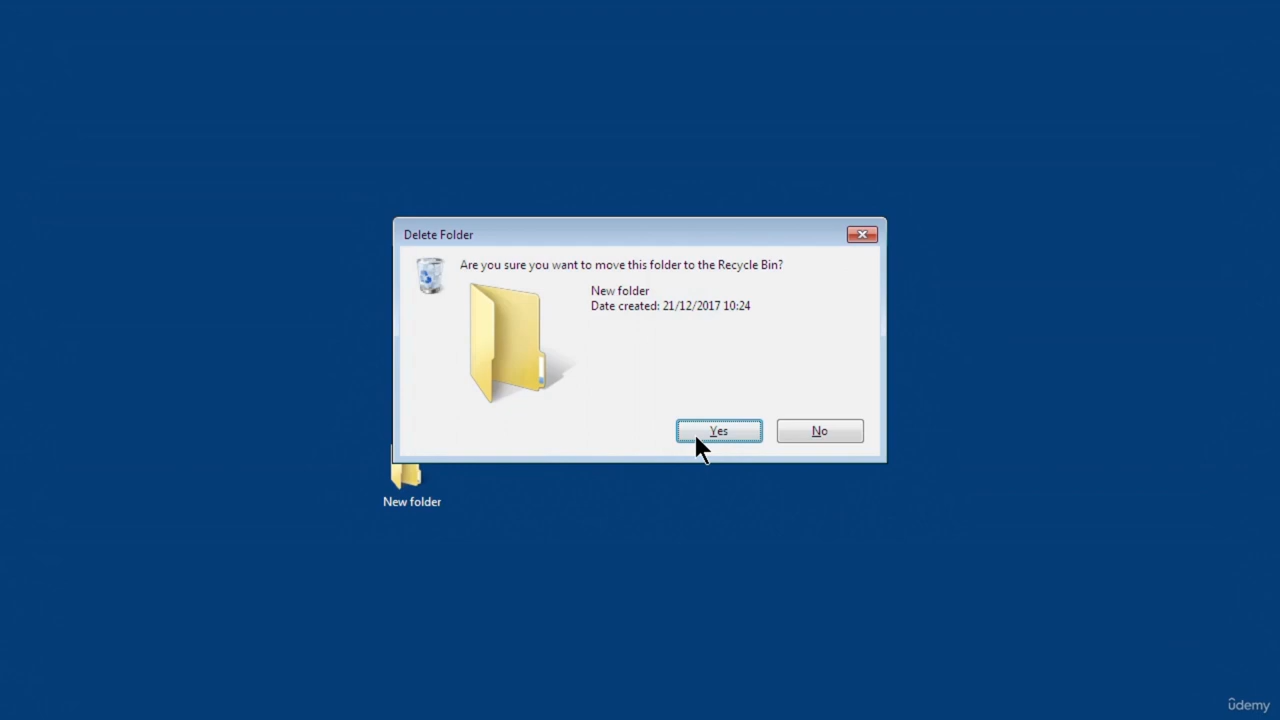 Delete Folder
Are you sure you want to move this folder to the Recycle Bin?
New folder
Date created: 21/12/2017 10:24
Yes
No
New folder
ûdemy